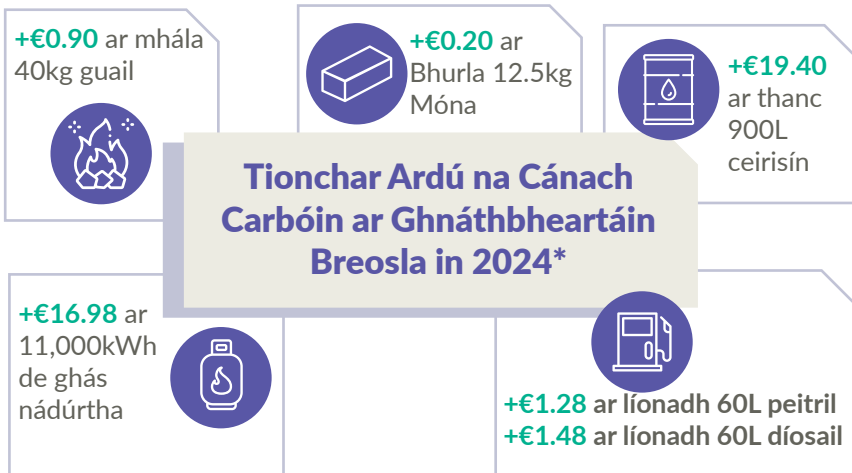 +€0.90 ar mhála
40kg guail
+€0.20 ar
Bhurla 12.5kg
Móna
+€19.40
ar thanc
900L
ceirisín
Tionchar Ardú na Cánach
Carbóin ar Ghnáthbheartáin
Breosla in 2024*
+€16.98 ar
11,000kWh
de ghás
nádúrtha
+€1.28 ar líonadh 60L peitril
+€1.48 ar líonadh 60L díosail